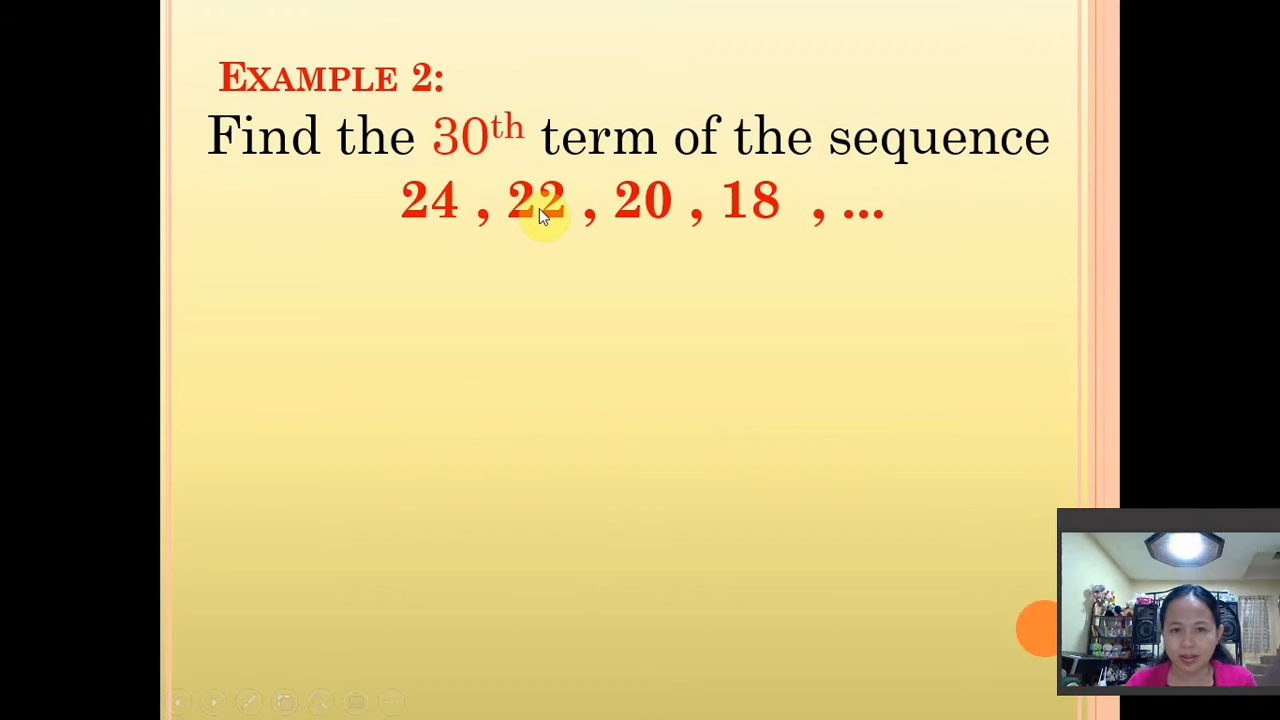 EXAMPLE 2:
Find the 30th term of the sequence
24 , 22 , 20 , 18 , ...